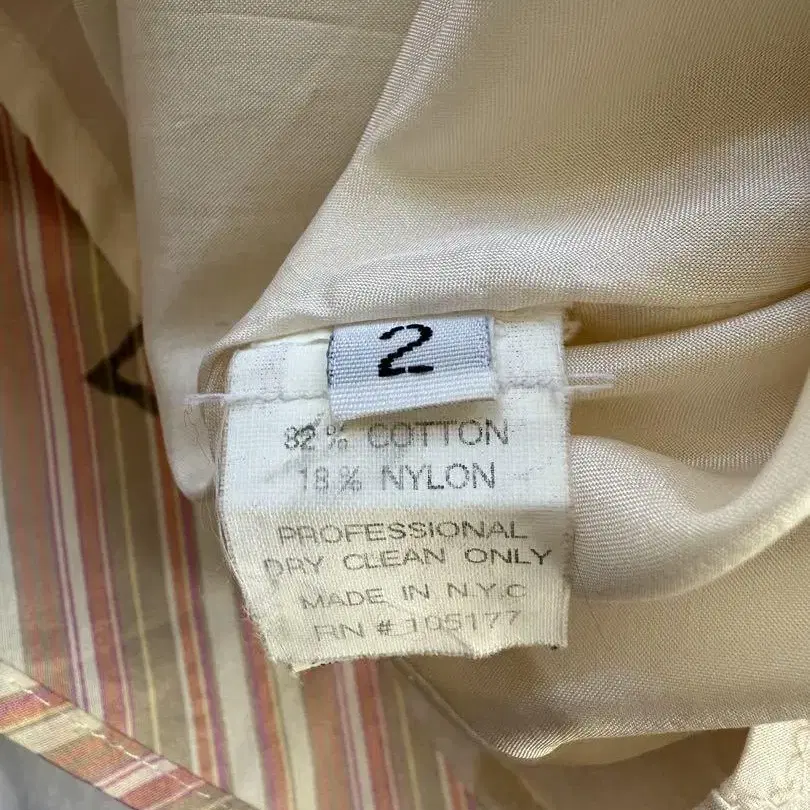 2
82% COTTON
18% NYLON
PROFESSIONAL
DRY CLEAN ONLY
MADE IN N.Y.C
RN # 105177